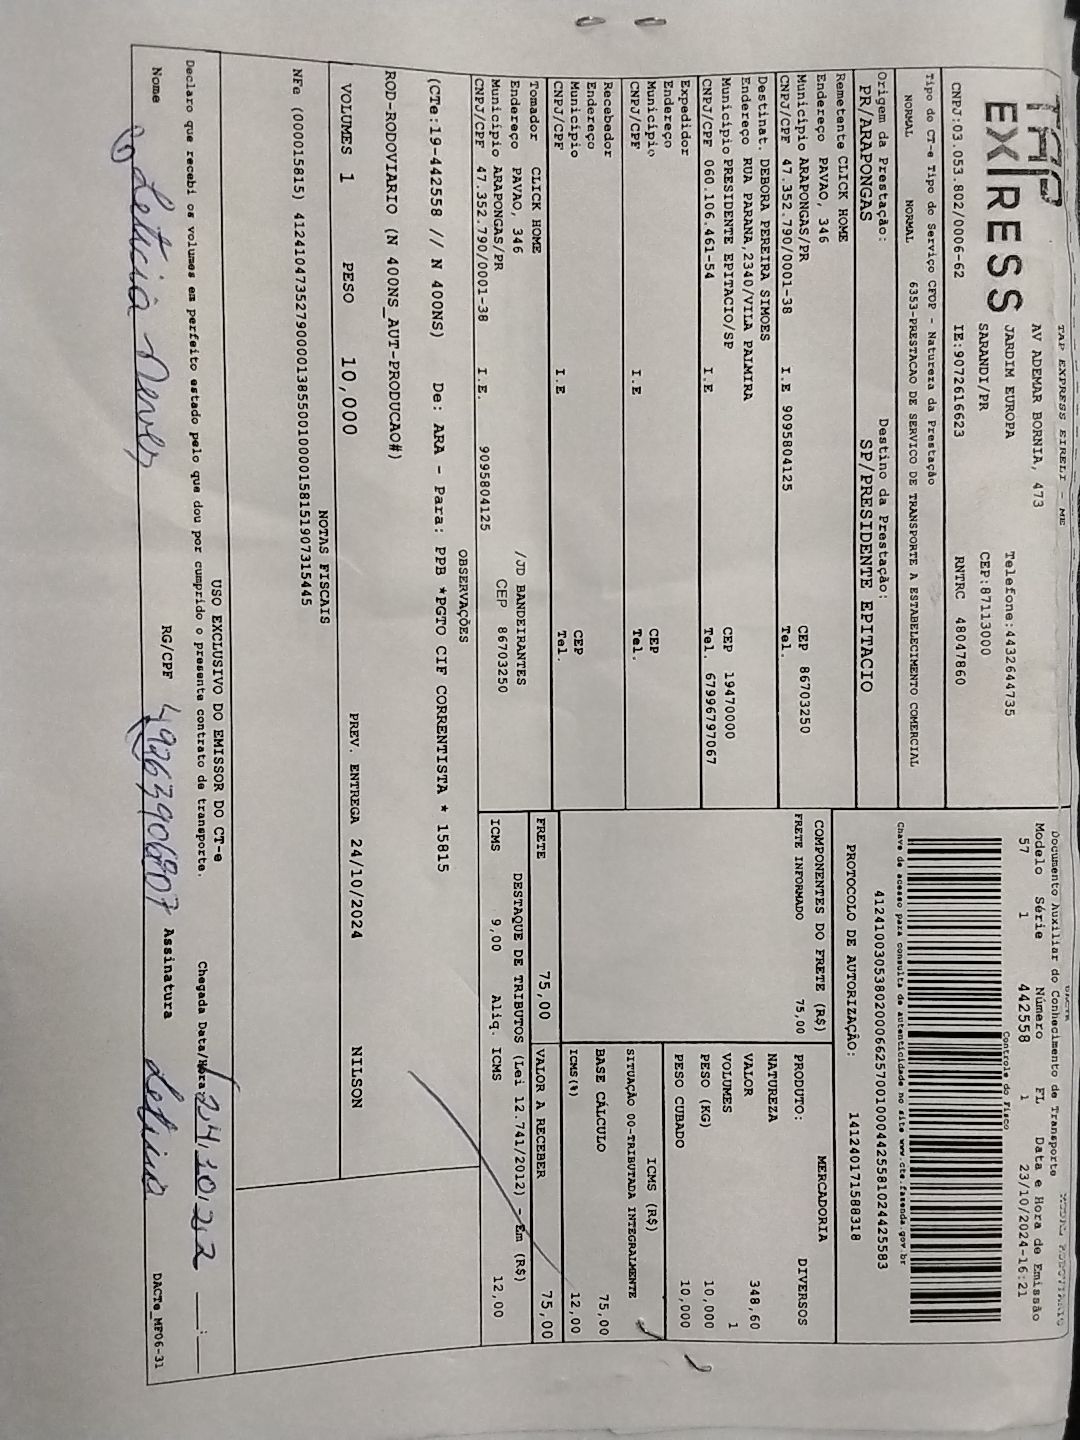 TAP EXPRESS EIRELI - ME
TAP
EXPRESS
AV ADEMAR BORNIA, 473
JARDIM EUROPA
SARANDI/PR
Telefone:4432644735
CEP:87113000
CNPJ:03.053.802/0006-62 IE:9072616623 RNTRC 48047860
Tipo do CT-e Tipo do Serviço CFOP - Natureza da Prestação
NORMAL NORMAL 6353-PRESTACAO DE SERVICO DE TRANSPORTE A ESTABELECIMENTO COMERCIAL
Origem da Prestação: Destino da Prestação:
PR/ARAPONGAS SP/PRESIDENTE EPITACIO
Remetente CLICK HOME
Endereço PAVAO, 346
Município ARAPONGAS/PR CEP 86703250
CNPJ/CPF 47.352.790/0001-38 I.E 9095804125 Tel.
Destinat. DEBORA PEREIRA SIMOES
Endereço RUA PARANA,2340/VILA PALMIRA
Município PRESIDENTE EPITACIO/SP CEP 19470000
CNPJ/CPF 060.106.461-54 I.E Tel. 67996797067
Expedidor
Endereço
Município CEP
CNPJ/CPF I.E Tel.
Recebedor
Endereço
Município CEP
CNPJ/CPF I.E Tel.
Tomador CLICK HOME
Endereço PAVAO, 346 /JD BANDEIRANTES
Município ARAPONGAS/PR CEP 86703250
CNPJ/CPF 47.352.790/0001-38 I.E. 9095804125
DACTE
Documento Auxiliar do Conhecimento de Transporte
Modelo Série Número FL Data e Hora de Emissão
57 1 442558 1 23/10/2024-16:21
Controle do Fisco
Chave de acesso para consulta de autenticidade no site www.cte.fazenda.gov.br
41241003053802000662570010004425581024425583
PROTOCOLO DE AUTORIZAÇÃO: 141240171588318
COMPONENTES DO FRETE (R$)
FRETE INFORMADO 75,00
PRODUTO: MERCADORIA
NATUREZA DIVERSOS
VALOR 348,60
VOLUMES 1
PESO (KG) 10,000
PESO CUBADO 10,000
ICMS (R$)
SITUAÇÃO 00-TRIBUTADA INTEGRALMENTE
BASE CÁLCULO 75,00
ICMS(%) 12,00
FRETE 75,00 VALOR A RECEBER 75,00
DESTAQUE DE TRIBUTOS (Lei 12.741/2012) - Em (R$)
ICMS 9,00 Aliq. ICMS 12,00
OBSERVAÇÕES
(CTe:19-442558 // N 400NS) De: ARA - Para: PPB *PGTO CIF CORRENTISTA * 15815
ROD-RODOVIARIO (N 400NS_AUT-PRODUCAO#)
VOLUMES 1 PESO 10,000 PREV. ENTREGA 24/10/2024 NILSON
NOTAS FISCAIS
NFe (000015815) 41241047352790000138550010000158151907315445
USO EXCLUSIVO DO EMISSOR DO CT-e
Declaro que recebi os volumes em perfeito estado pelo que dou por cumprido o presente contrato de transporte. Chegada Data/Hora
Nome Leticia RG/CPF 49263906807 Assinatura DACTe_MF06-31